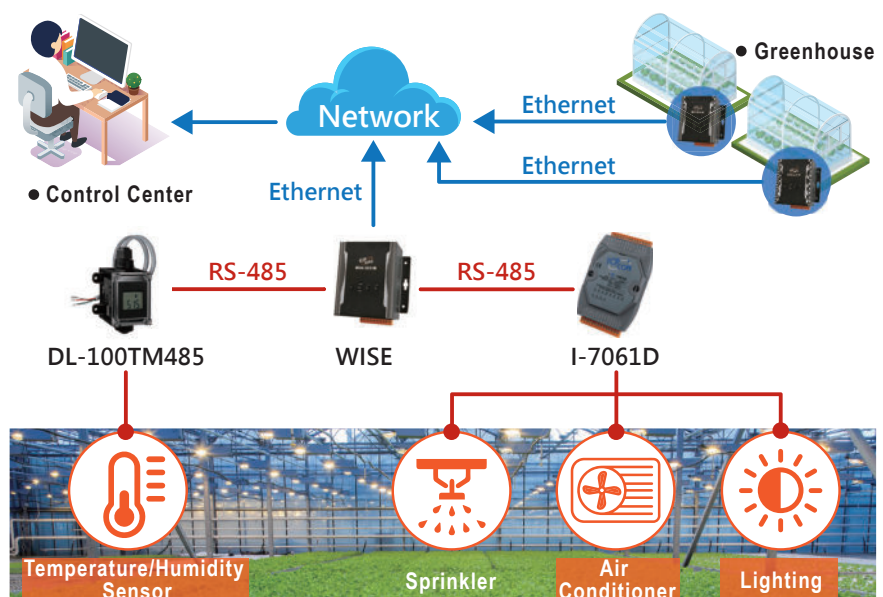 Greenhouse
Ethernet
Network
Ethernet
Ethernet
Control Center
RS-485
RS-485
DL-100TM485
WISE
I-7061D
Temperature/Humidity
Sensor
Sprinkler
Air
Conditioner
Lighting